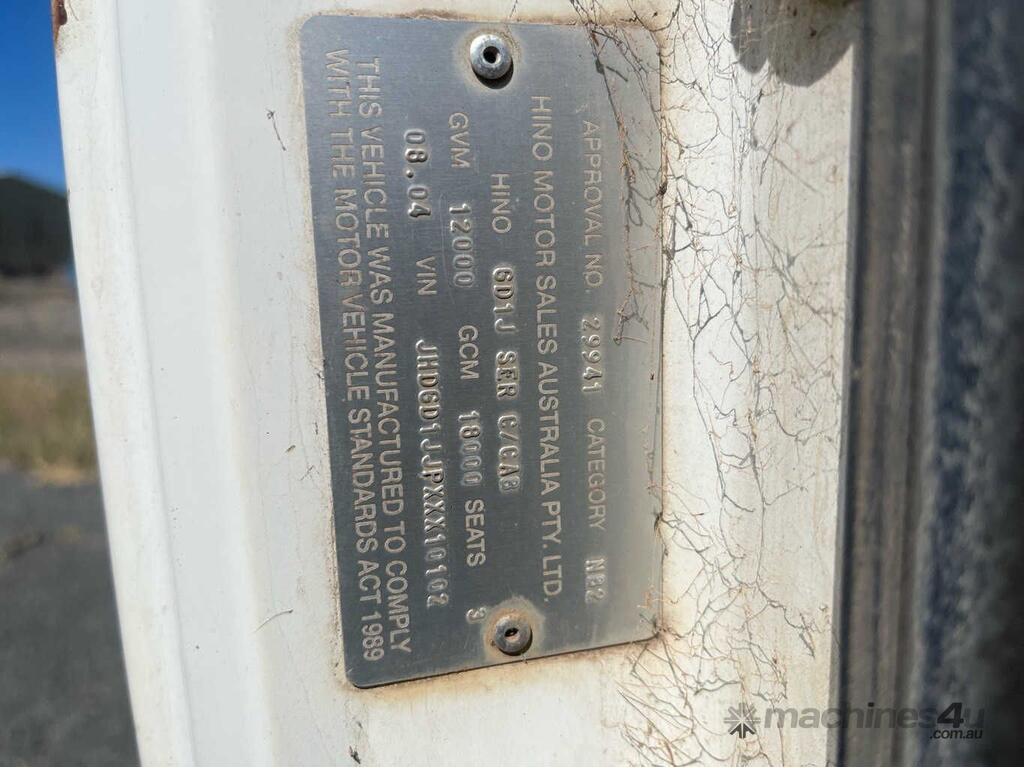 APPROVAL NO. 29941 CATEGORY NB2
HINO MOTOR SALES AUSTRALIA PTY. LTD.
HINO GD1J SER C/CAB
GVM 12000 GCM 18000 SEATS 3
08.04 VIN JHDGD1JJPXXX10102
THIS VEHICLE WAS MANUFACTURED TO COMPLY
WITH THE MOTOR VEHICLE STANDARDS ACT 1989
machines4u
.com.au